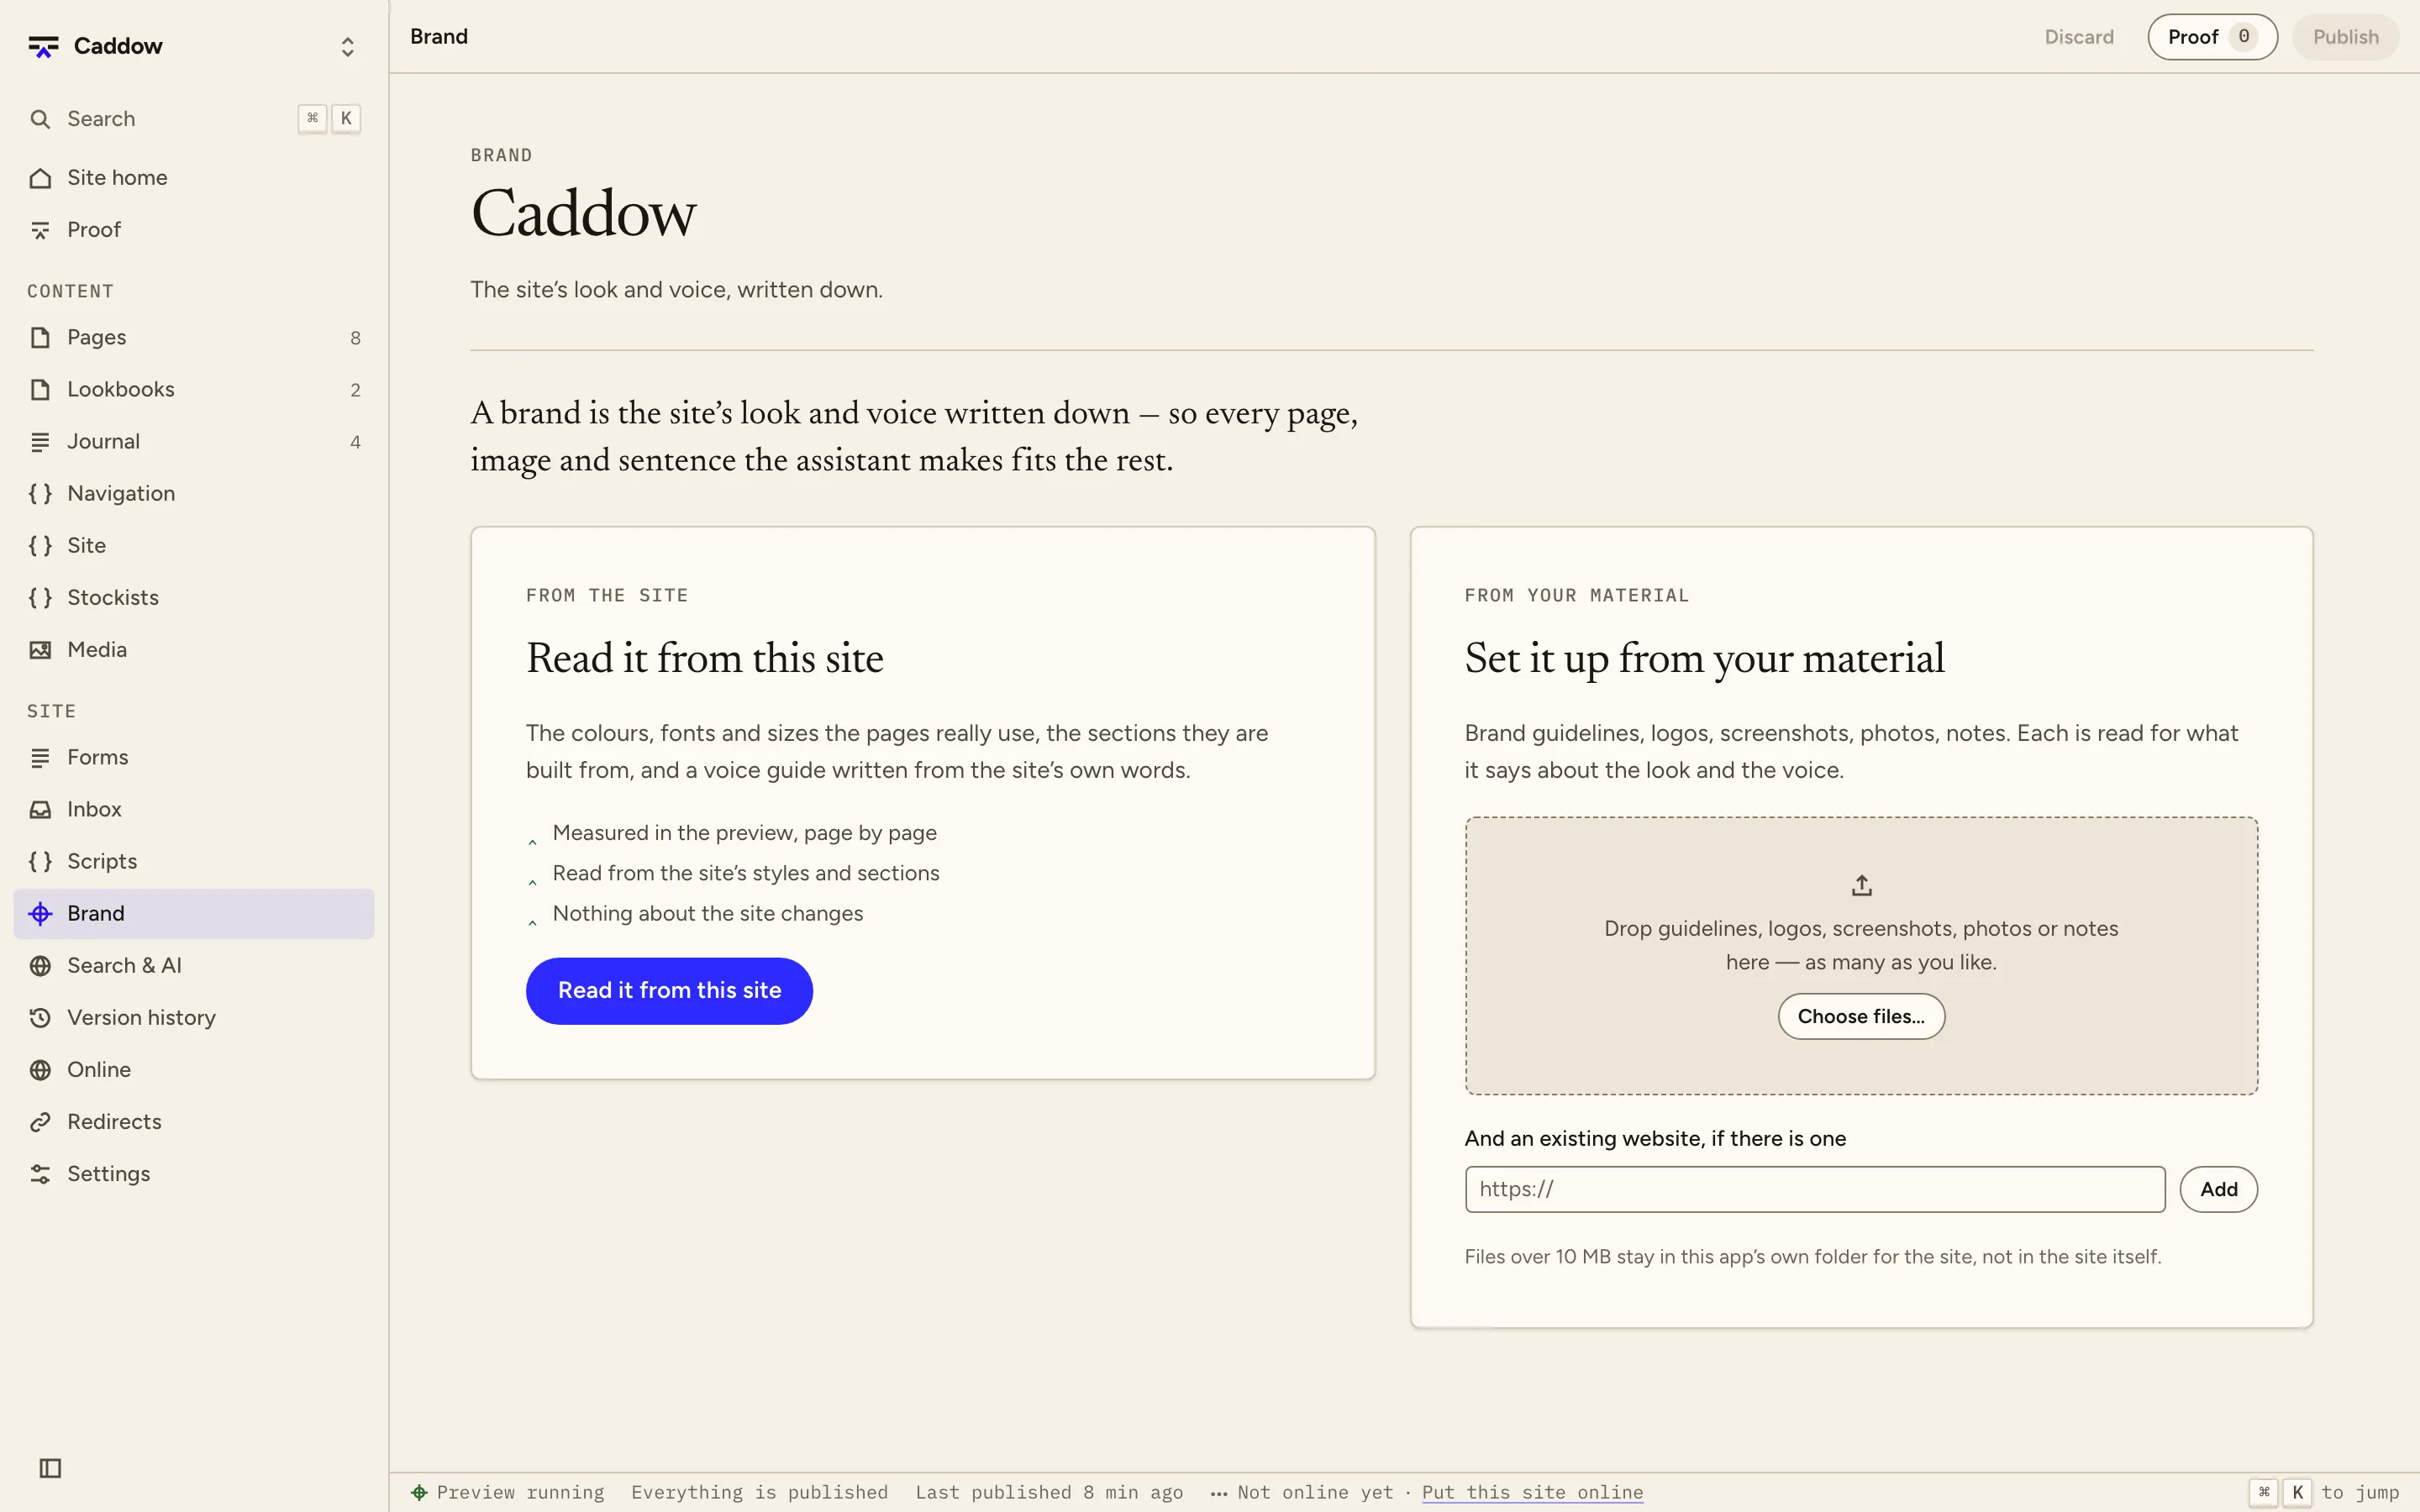 Caddow
Search ⌘ K
Site home
Proof
CONTENT
Pages 8
Lookbooks 2
Journal 4
Navigation
Site
Stockists
Media
SITE
Forms
Inbox
Scripts
Brand
Search & AI
Version history
Online
Redirects
Settings
Brand
Discard
Proof 0
Publish
BRAND
Caddow
The site’s look and voice, written down.
A brand is the site’s look and voice written down — so every page,
image and sentence the assistant makes fits the rest.
FROM THE SITE
Read it from this site
The colours, fonts and sizes the pages really use, the sections they are
built from, and a voice guide written from the site’s own words.
Measured in the preview, page by page
Read from the site’s styles and sections
Nothing about the site changes
Read it from this site
FROM YOUR MATERIAL
Set it up from your material
Brand guidelines, logos, screenshots, photos, notes. Each is read for what
it says about the look and the voice.
Drop guidelines, logos, screenshots, photos or notes
here — as many as you like.
Choose files…
And an existing website, if there is one
https://
Add
Files over 10 MB stay in this app’s own folder for the site, not in the site itself.
Preview running
Everything is published
Last published 8 min ago
Not online yet · Put this site online
⌘ K to jump